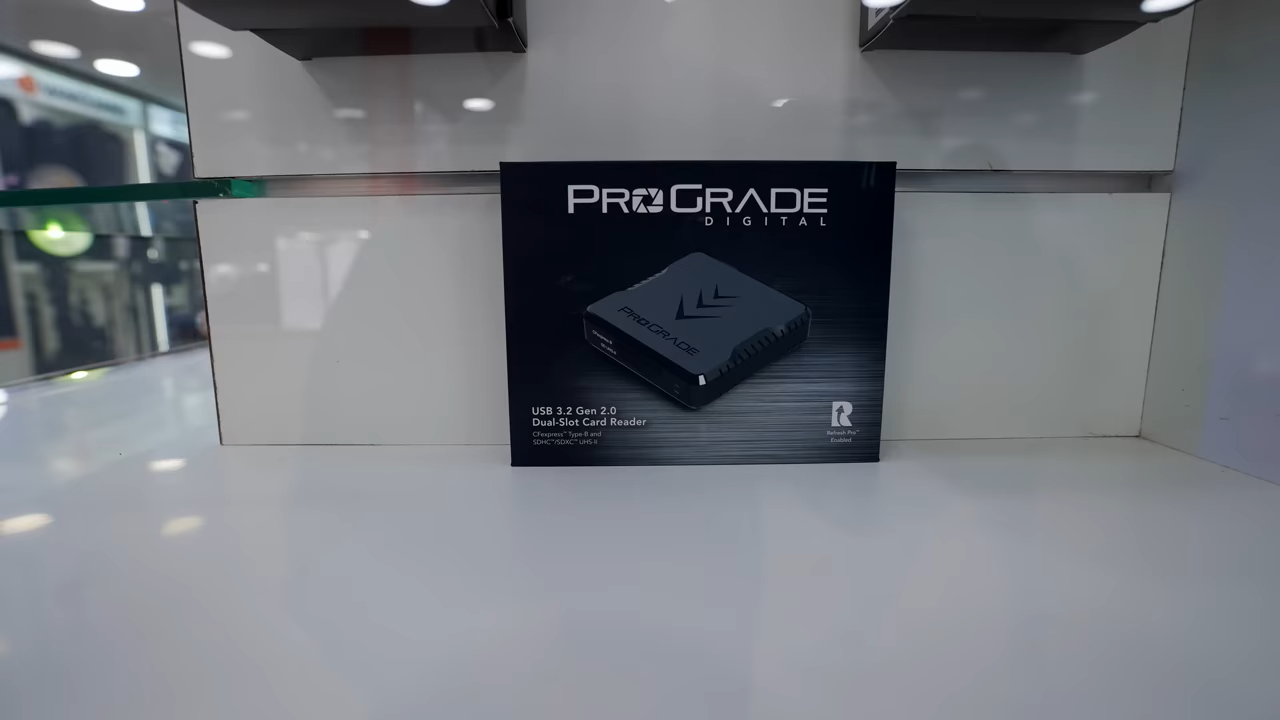 PROGRADE
DIGITAL
PROGRADE
USB 3.2 Gen 2.0
Dual-Slot Card Reader
CFexpress™ Type-B and
SDHC™/SDXC™ UHS-II
Refresh Pro™
Enabled